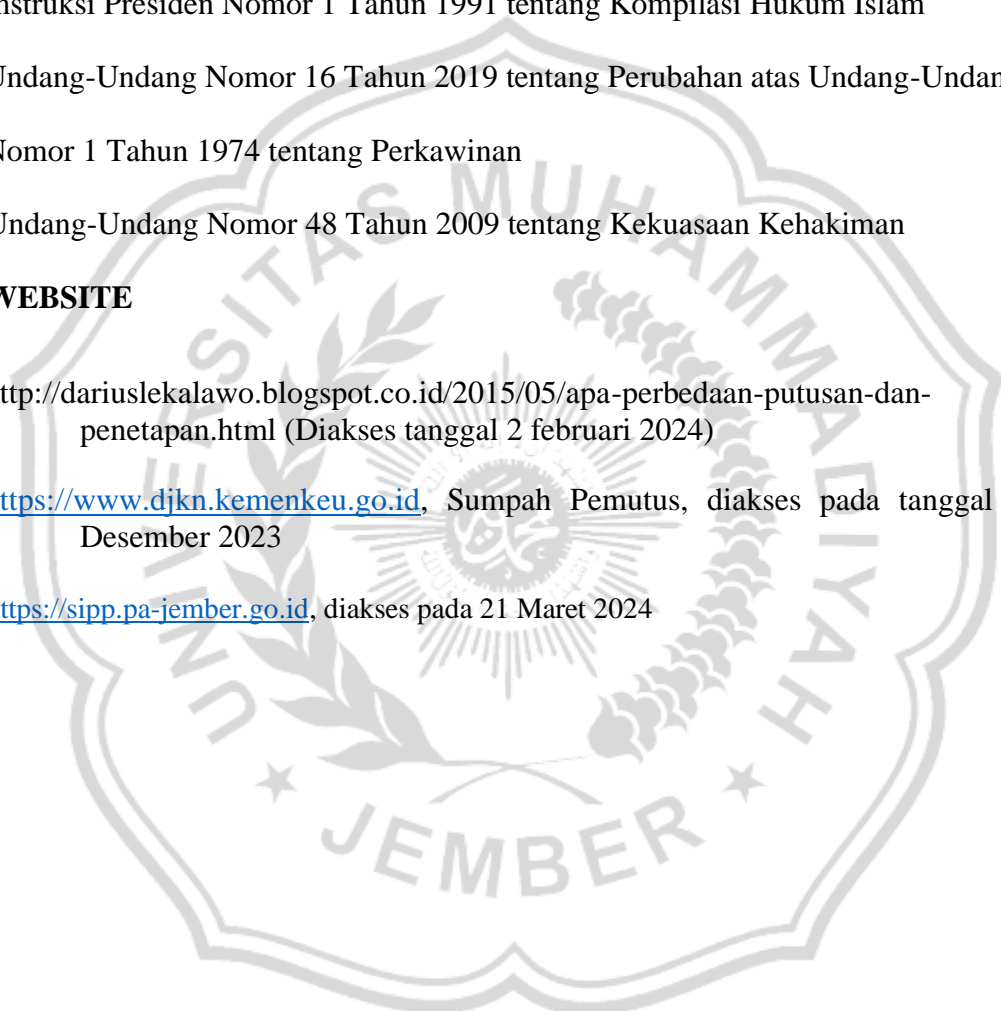 nstruksi Presiden Nomor 1 Tahun 1991 tentang Kompilasi Hukum Islam
Undang-Undang Nomor 16 Tahun 2019 tentang Perubahan atas Undang-Undan
Nomor 1 Tahun 1974 tentang Perkawinan
Undang-Undang Nomor 48 Tahun 2009 tentang Kekuasaan Kehakiman
WEBSITE
ttp://dariuslekalawo.blogspot.co.id/2015/05/apa-perbedaan-putusan-dan-
penetapan.html (Diakses tanggal 2 februari 2024)
ttps://www.djkn.kemenkeu.go.id, Sumpah Pemutus, diakses pada tanggal
Desember 2023
ttps://sipp.pa-jember.go.id, diakses pada 21 Maret 2024
UNIVERSITAS MUHAMMADIYAH
JEMBER